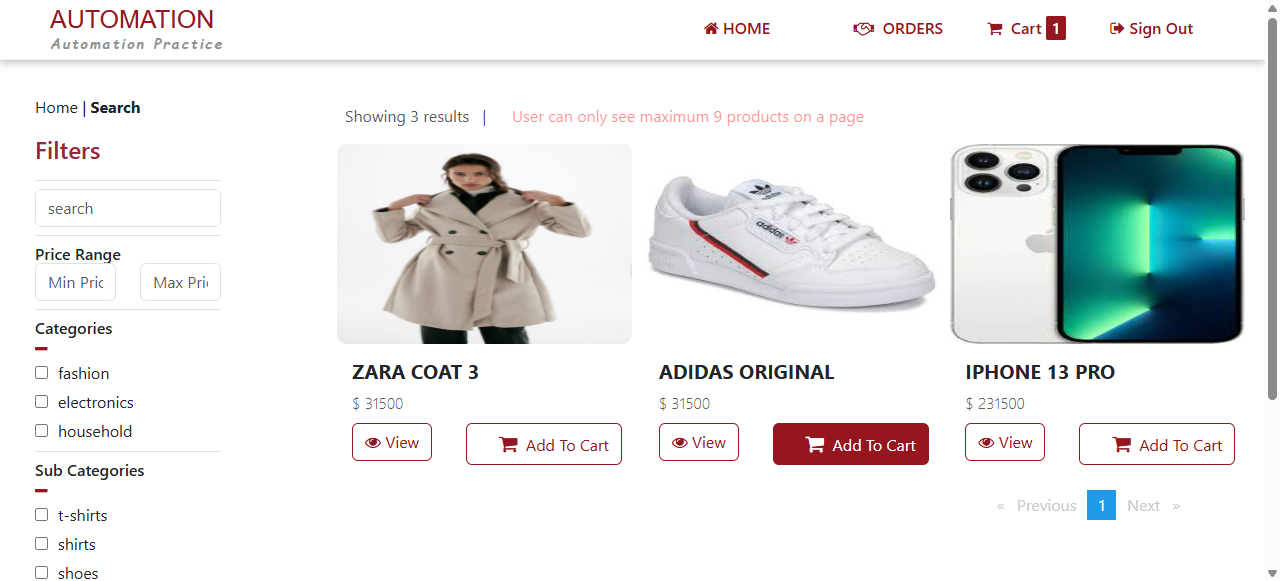 AUTOMATION
Automation Practice
HOME
ORDERS
Cart 1
Sign Out
Home | Search
Filters
search
Price Range
Min Pric
Max Pri
Categories
fashion
electronics
household
Sub Categories
t-shirts
shirts
shoes
Showing 3 results |
User can only see maximum 9 products on a page
adidas
adidas
ZARA COAT 3
$ 31500
View
Add To Cart
ADIDAS ORIGINAL
$ 31500
View
Add To Cart
IPHONE 13 PRO
$ 231500
View
Add To Cart
« Previous 1 Next »